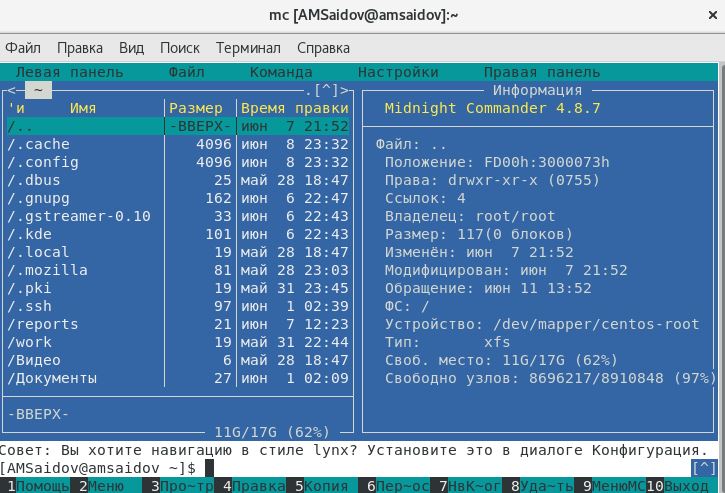 mc [AMSaidov@amsaidov]:~
Файл Правка Вид Поиск Терминал Справка
Левая панель Файл Команда Настройки Правая панель
<— ~ .[^]>
'и Имя Размер Время правки
/.. -ВВЕРХ- июн 7 21:52
/.cache 4096 июн 8 23:32
/.config 4096 июн 8 23:32
/.dbus 25 май 28 18:47
/.gnupg 162 июн 6 22:47
/.gstreamer-0.10 33 июн 6 22:43
/.kde 101 июн 6 22:43
/.local 19 май 28 18:47
/.mozilla 81 май 28 23:03
/.pki 19 май 31 23:45
/.ssh 97 июн 1 02:39
/reports 21 июн 7 12:23
/work 19 май 31 22:44
/Видео 6 май 28 18:47
/Документы 27 июн 1 02:09
-ВВЕРХ-
11G/17G (62%)
Информация
Midnight Commander 4.8.7
Файл: ..
Положение: FD00h:3000073h
Права: drwxr-xr-x (0755)
Ссылок: 4
Владелец: root/root
Размер: 117(0 блоков)
Изменён: июн 7 21:52
Модифицирован: июн 7 21:52
Обращение: июн 11 13:52
ФС: /
Устройство: /dev/mapper/centos-root
Тип: xfs
Своб. место: 11G/17G (62%)
Свободно узлов: 8696217/8910848 (97%)
Совет: Вы хотите навигацию в стиле lynx? Установите это в диалоге Конфигурация.
[AMSaidov@amsaidov ~]$ [^]
1Помощь 2Меню 3Про~тр 4Правка 5Копия 6Пер~ос 7НвК~ог 8Уда~ть 9МенюMC 10Выход